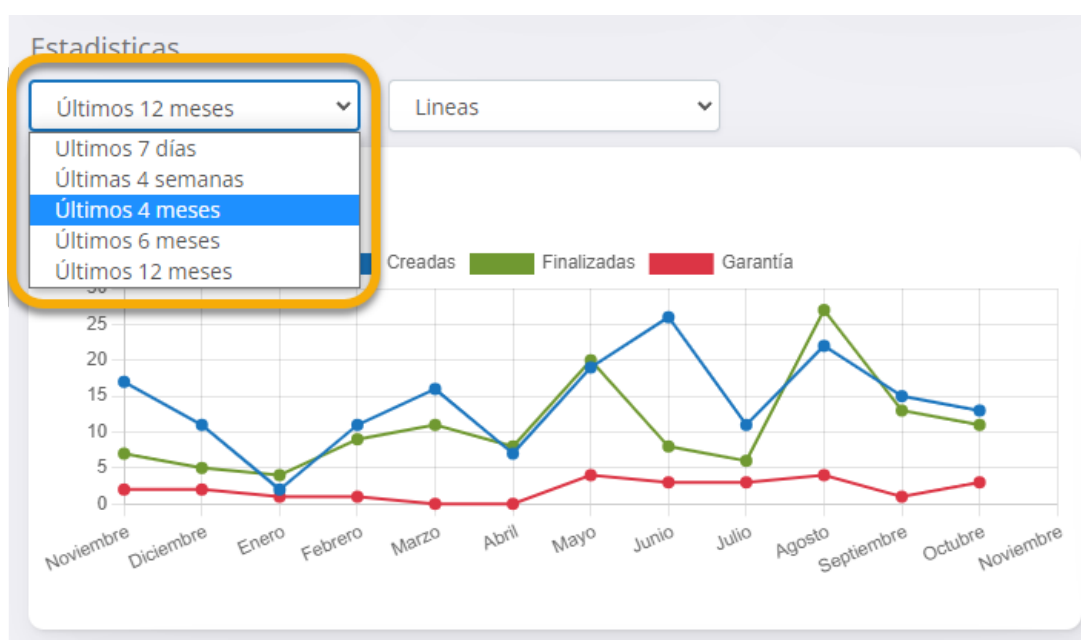 Estadisticas
Últimos 12 meses
Lineas
Ultimos 7 días
Últimas 4 semanas
Últimos 4 meses
Últimos 6 meses
Últimos 12 meses
Creadas
Finalizadas
Garantía
30
25
20
15
10
5
0
Noviembre
Diciembre
Enero
Febrero
Marzo
Abril
Mayo
Junio
Julio
Agosto
Septiembre
Octubre
Noviembre